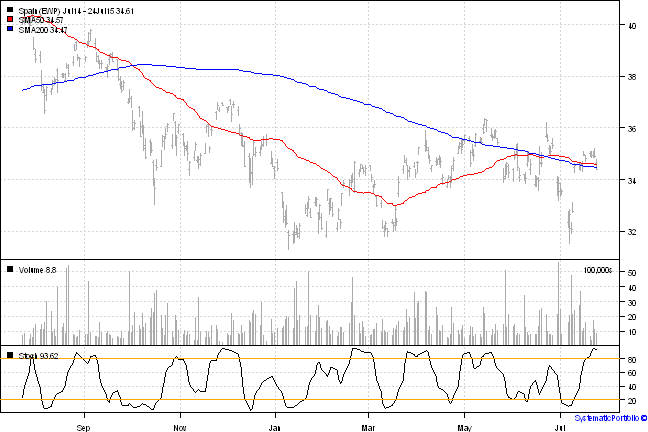 Spain (EWP) Jul14 - 24Jul15 34.61
SMA50 34.57
SMA200 34.47
40
38
36
34
32
Volume 8.8
100,000s
50
40
30
20
10
Stoch 93.62
80
60
40
20
Sep
Nov
Jan
Mar
May
Jul
SystematicPortfolio ©